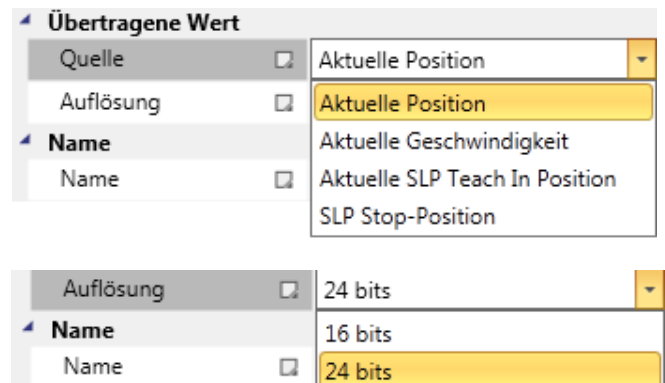 Übertragene Wert
Quelle Aktuelle Position
Auflösung Aktuelle Position
Name Aktuelle Geschwindigkeit
Name Aktuelle SLP Teach In Position
SLP Stop-Position
Auflösung 24 bits
Name 16 bits
Name 24 bits